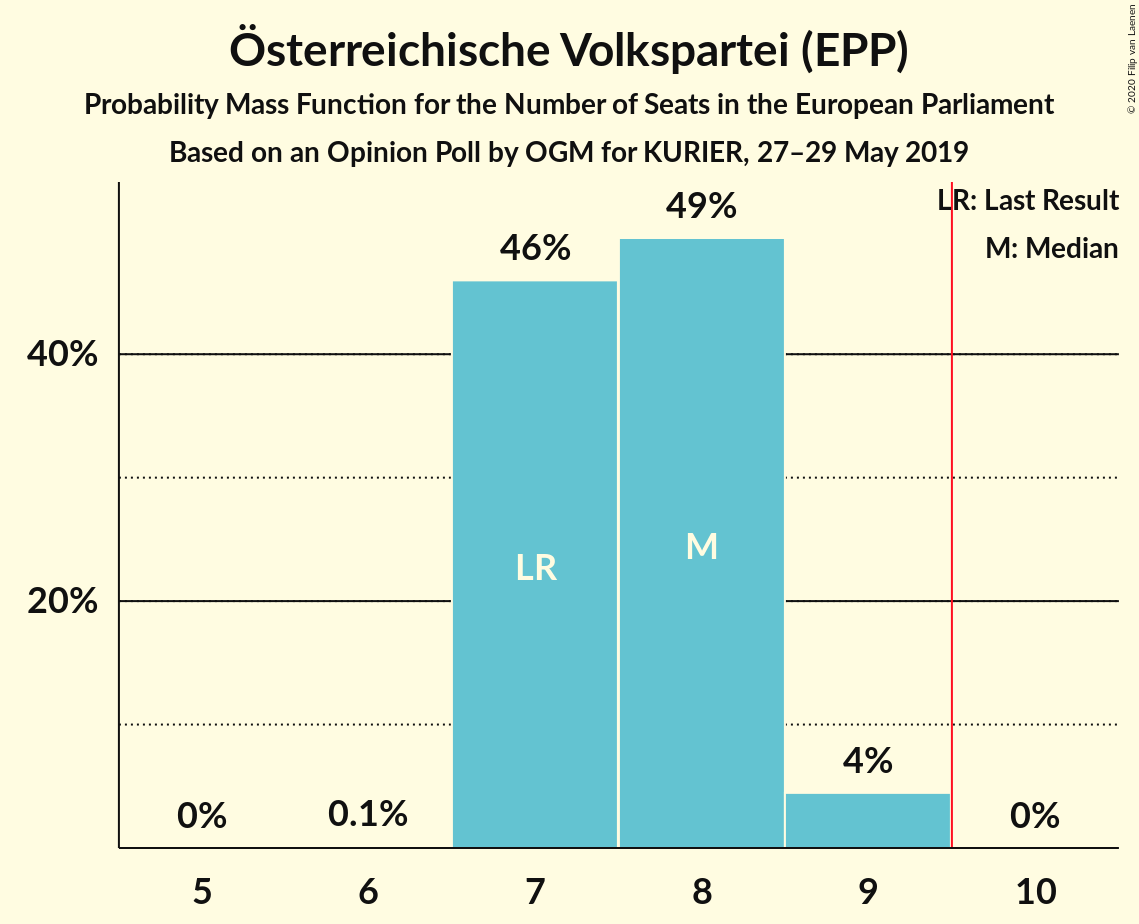 Österreichische Volkspartei (EPP)
Probability Mass Function for the Number of Seats in the European Parliament
Based on an Opinion Poll by OGM for KURIER, 27–29 May 2019
© 2020 Filip van Laenen
LR: Last Result
M: Median
49%
46%
40%
LR
M
20%
4%
0%
0.1%
0%
5
6
7
8
9
10